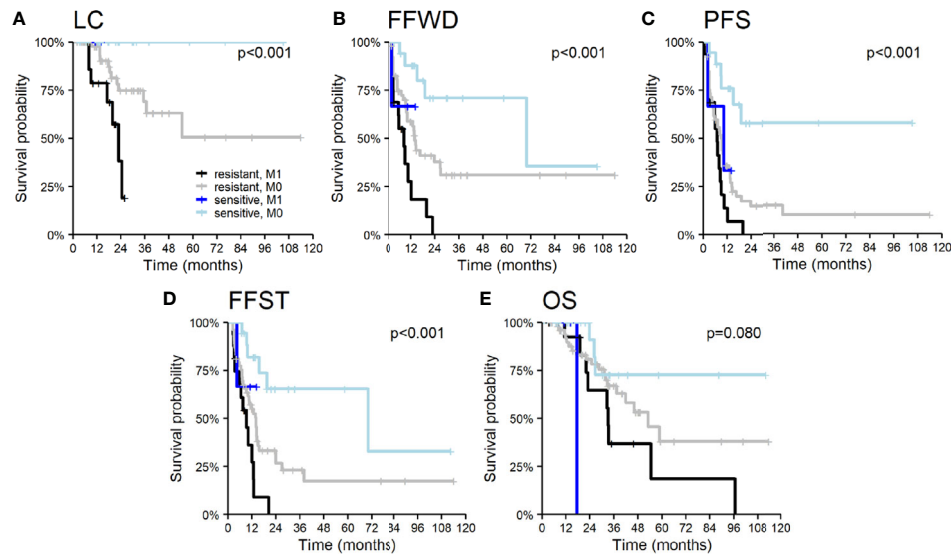 A LC
p<0.001
100%
75%
50%
25%
0%
Survival probability
resistant, M1
resistant, M0
sensitive, M1
sensitive, M0
0 12 24 36 48 60 72 84 96 108 120
Time (months)
B FFWD
p<0.001
100%
75%
50%
25%
0%
Survival probability
0 12 24 36 48 60 72 84 96 108 120
Time (months)
C PFS
p<0.001
100%
75%
50%
25%
0%
Survival probability
0 12 24 36 48 60 72 84 96 108 120
Time (months)
D FFST
p<0.001
100%
75%
50%
25%
0%
Survival probability
0 12 24 36 48 60 72 84 96 108 120
Time (months)
E OS
p=0.080
100%
75%
50%
25%
0%
Survival probability
0 12 24 36 48 60 72 84 96 108 120
Time (months)